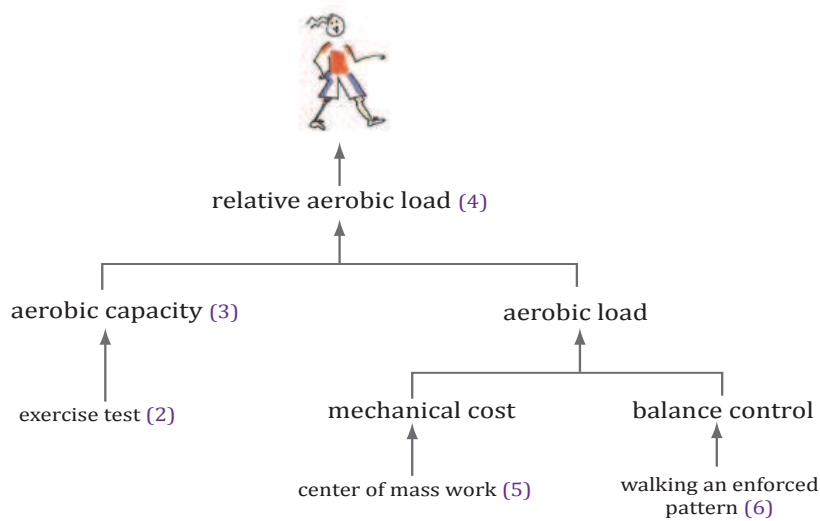 relative aerobic load (4)
aerobic capacity (3)
aerobic load
exercise test (2)
mechanical cost
balance control
center of mass work (5)
walking an enforced
pattern (6)